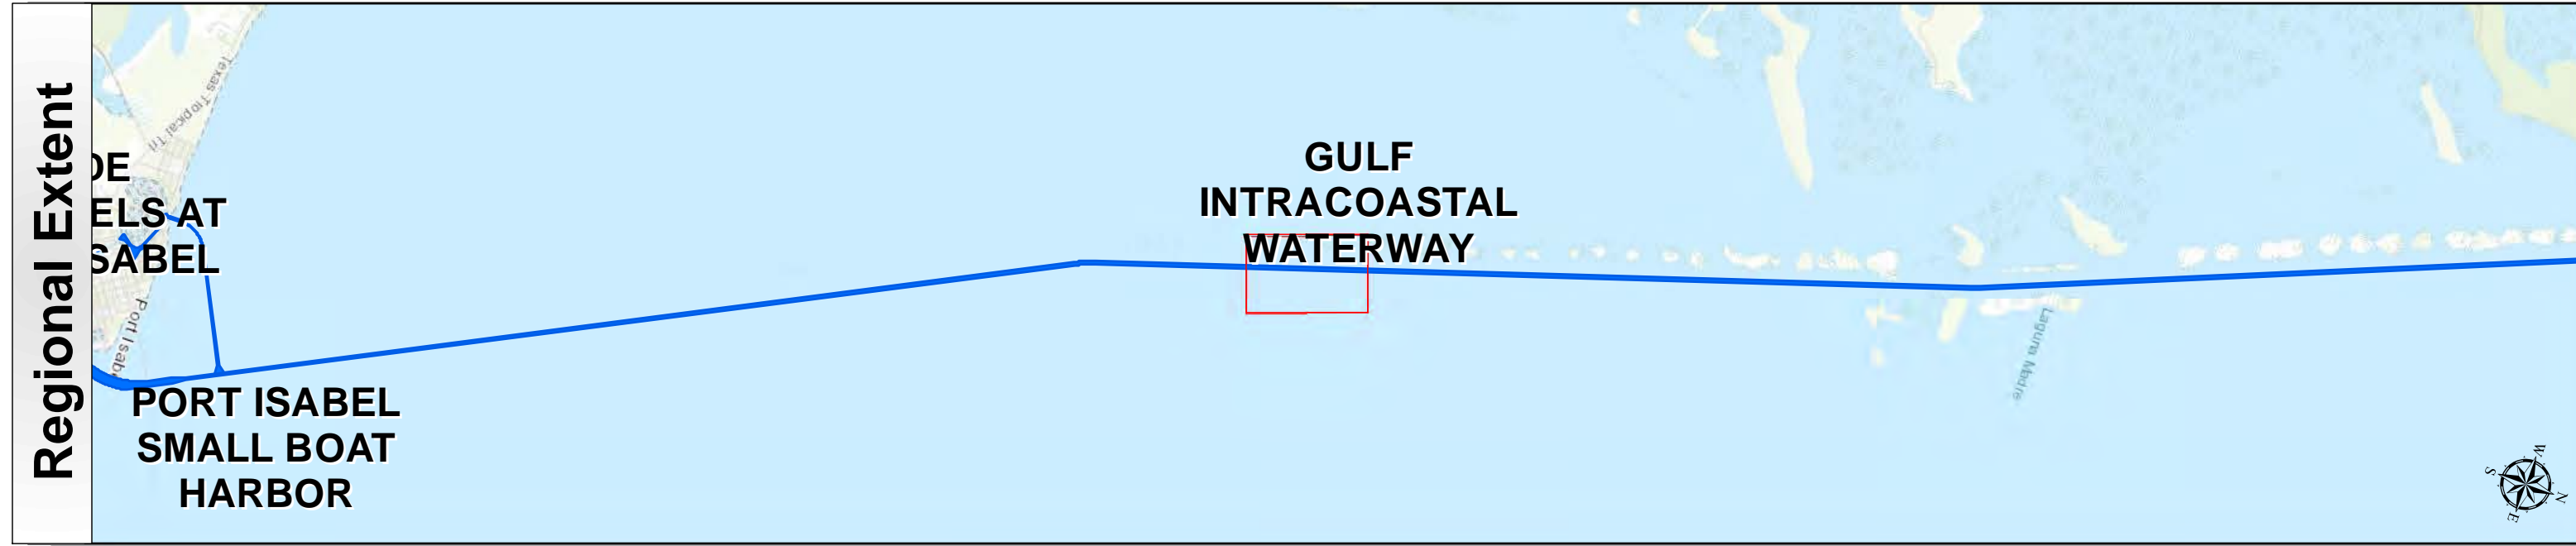 Regional Extent
DE
ELS AT
SABEL
Texas Tropical Trl
Port Isab
PORT ISABEL
SMALL BOAT
HARBOR
GULF
INTRACOASTAL
WATERWAY
Laguna Madre
W
S
N
E